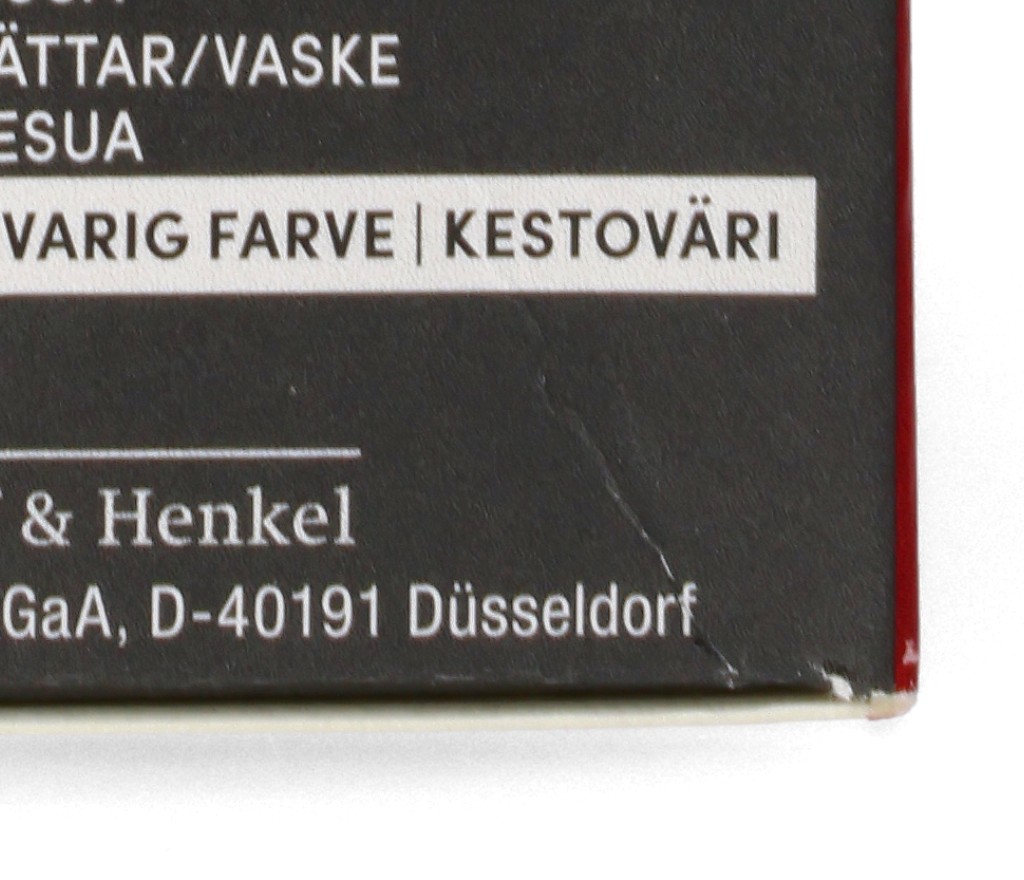 ÄTTAR/VASKE
ESUA
VARIG FARVE | KESTOVÄRI
& Henkel
GaA, D-40191 Düsseldorf